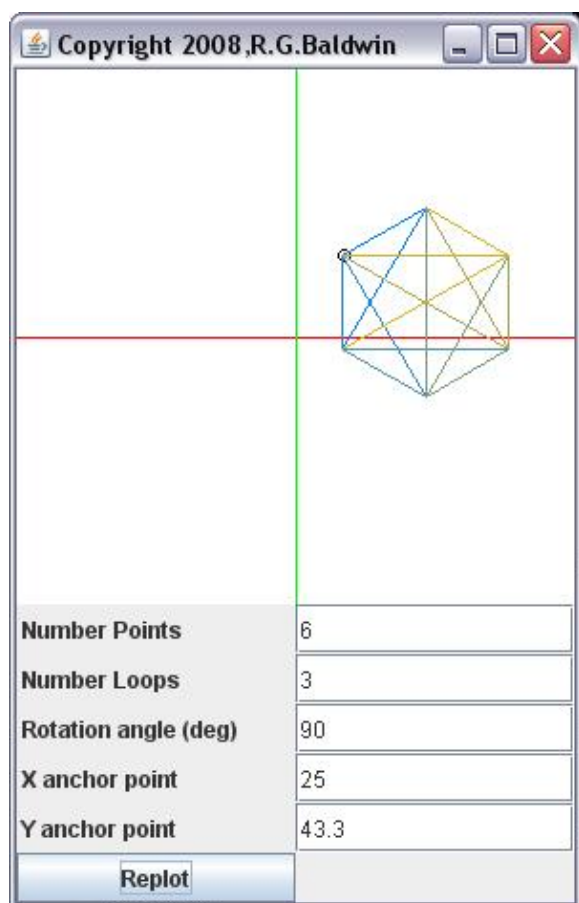 Copyright 2008,R.G.Baldwin
Number Points 6
Number Loops 3
Rotation angle (deg) 90
X anchor point 25
Y anchor point 43.3
Replot